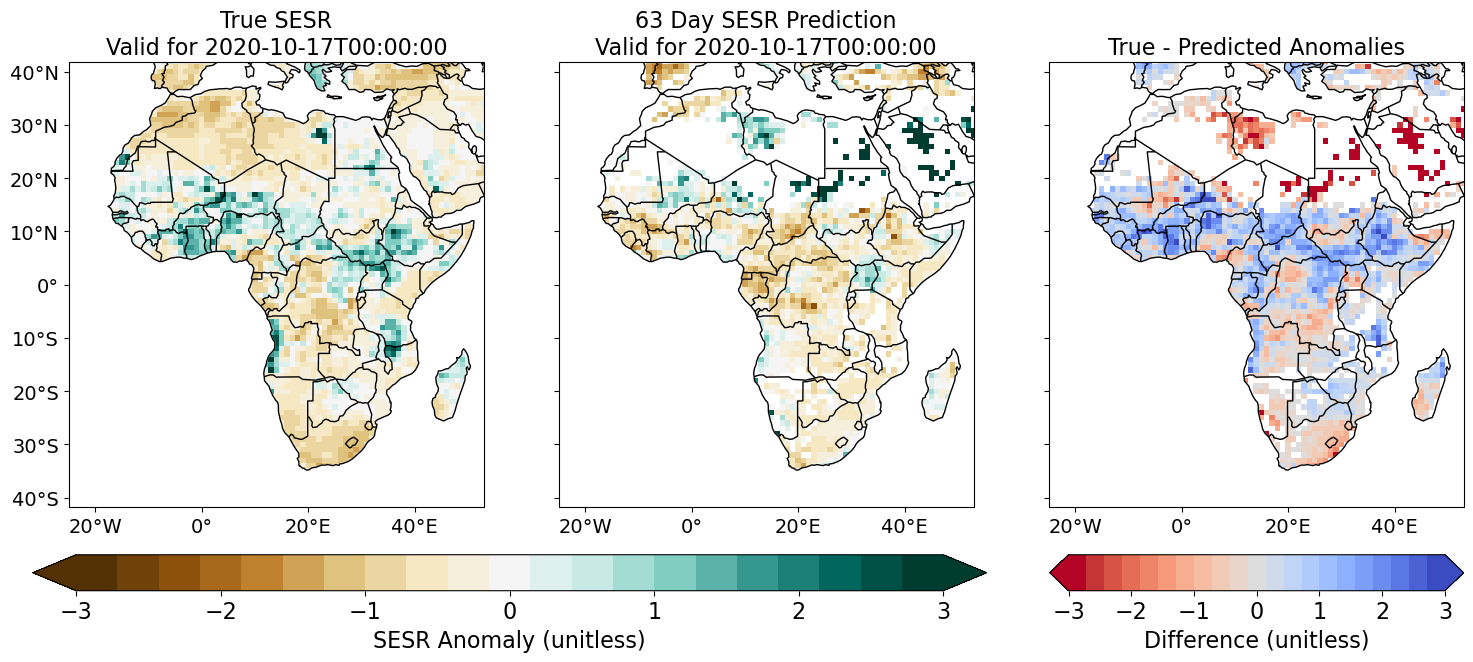 True SESR
Valid for 2020-10-17T00:00:00
63 Day SESR Prediction
Valid for 2020-10-17T00:00:00
True - Predicted Anomalies
40°N
30°N
20°N
10°N
0°
10°S
20°S
30°S
40°S
20°W 0° 20°E 40°E
20°W 0° 20°E 40°E
20°W 0° 20°E 40°E
−3 −2 −1 0 1 2 3
SESR Anomaly (unitless)
−3 −2 −1 0 1 2 3
Difference (unitless)